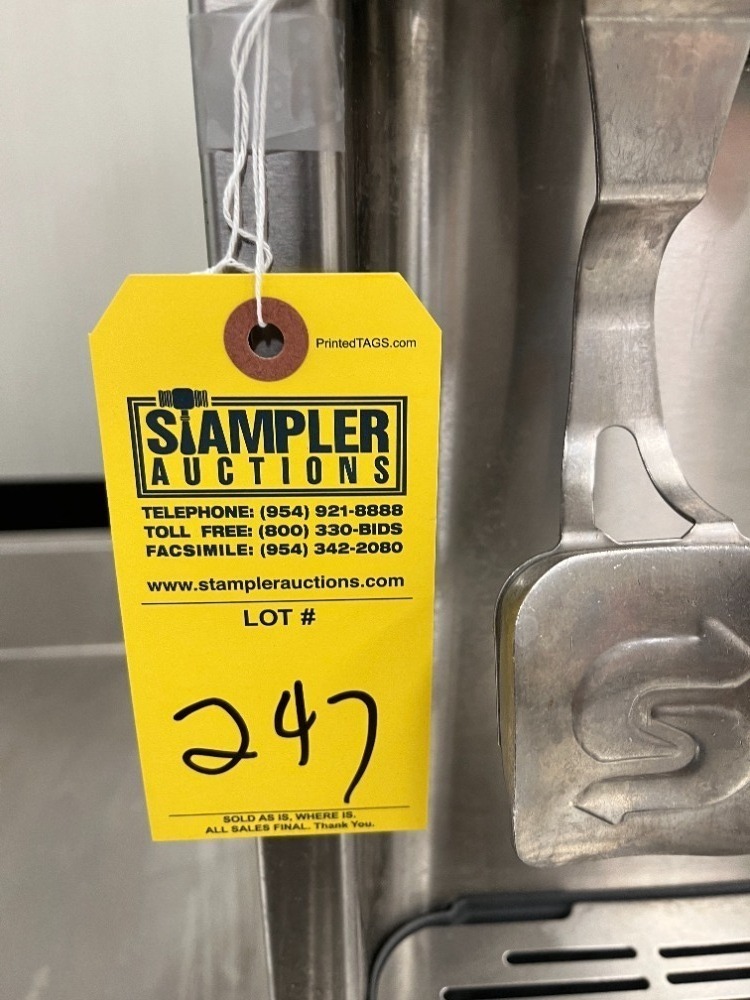 PrintedTAGS.com
STAMPLER
AUCTIONS
TELEPHONE: (954) 921-8888
TOLL FREE: (800) 330-BIDS
FACSIMILE: (954) 342-2080
www.stamplerauctions.com
LOT #
247
SOLD AS IS, WHERE IS.
ALL SALES FINAL. Thank You.